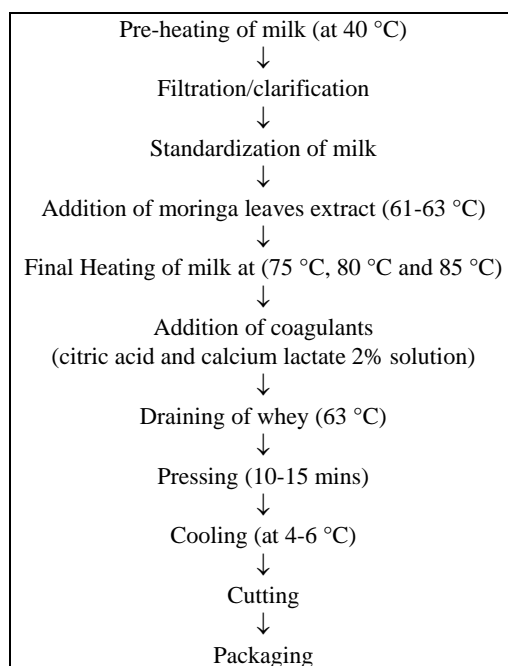 Pre-heating of milk (at 40 °C)
↓
Filtration/clarification
↓
Standardization of milk
↓
Addition of moringa leaves extract (61-63 °C)
↓
Final Heating of milk at (75 °C, 80 °C and 85 °C)
↓
Addition of coagulants
(citric acid and calcium lactate 2% solution)
↓
Draining of whey (63 °C)
↓
Pressing (10-15 mins)
↓
Cooling (at 4-6 °C)
↓
Cutting
↓
Packaging